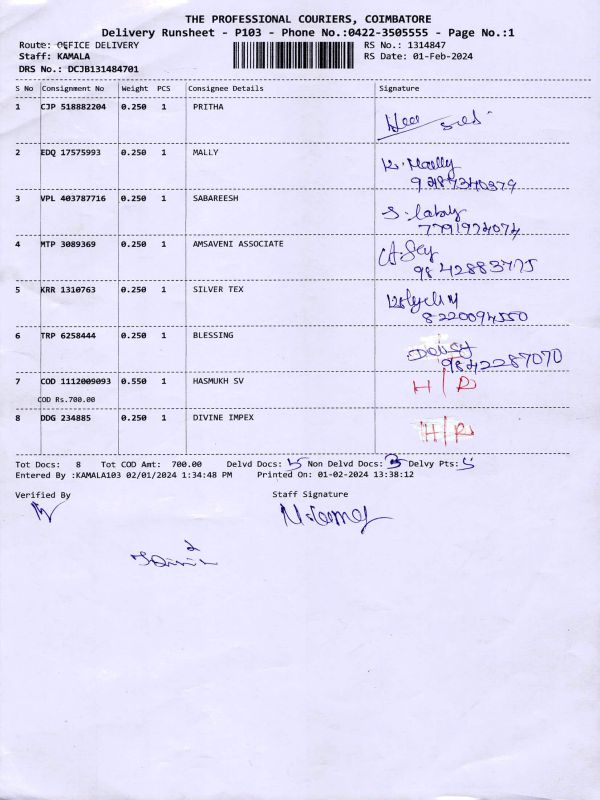 THE PROFESSIONAL COURIERS, COIMBATORE
Delivery Runsheet - P103 - Phone No.:0422-3505555 - Page No.:1
Route: OFFICE DELIVERY RS No.: 1314847
Staff: KAMALA RS Date: 01-Feb-2024
DRS No.: DCJB131484701
S No Consignment No Weight PCS Consignee Details Signature
1 CJP 518882204 0.250 1 PRITHA
2 EDQ 17575993 0.250 1 MALLY K. Mally
3 VPL 403787716 0.250 1 SABAREESH
7791974074
4 MTP 3089369 0.250 1 AMSAVENI ASSOCIATE
9842883775
5 KRR 1310763 0.250 1 SILVER TEX
8220094550
6 TRP 6258444 0.250 1 BLESSING
9842287070
7 COD 1112009093 0.550 1 HASMUKH SV H/R
COD Rs.700.00
8 DDG 234885 0.250 1 DIVINE IMPEX H/R
Tot Docs: 8 Tot COD Amt: 700.00 Delvd Docs: 5 Non Delvd Docs: 3 Delvy Pts: 5
Entered By :KAMALA103 02/01/2024 1:34:48 PM Printed On: 01-02-2024 13:38:12
Verified By Staff Signature